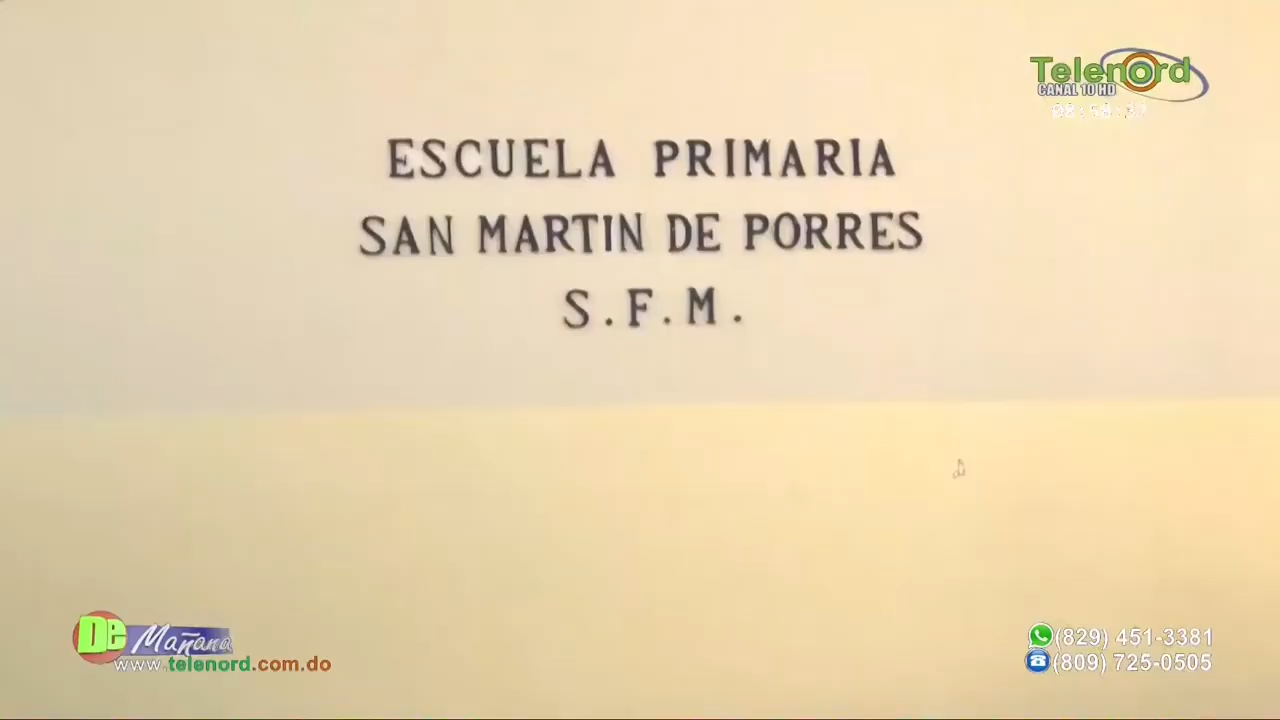 Telenord
CANAL 10 HD
ESCUELA PRIMARIA
SAN MARTIN DE PORRES
S.F.M.
De Mañana
www.telenord.com.do
(829) 451-3381
(809) 725-0505